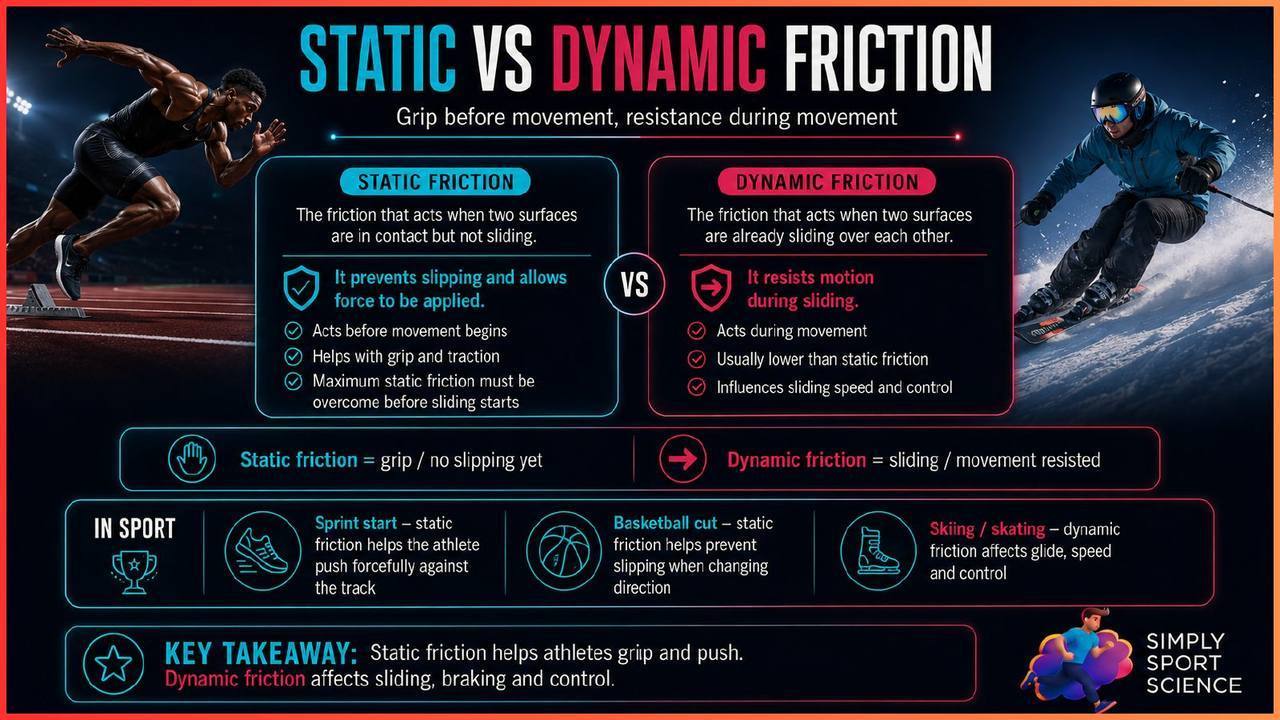 STATIC VS DYNAMIC FRICTION
Grip before movement, resistance during movement
STATIC FRICTION
The friction that acts when two surfaces
are in contact but not sliding.
It prevents slipping and allows
force to be applied.
Acts before movement begins
Helps with grip and traction
Maximum static friction must be
overcome before sliding starts
VS
DYNAMIC FRICTION
The friction that acts when two surfaces
are already sliding over each other.
It resists motion
during sliding.
Acts during movement
Usually lower than static friction
Influences sliding speed and control
Static friction = grip / no slipping yet
Dynamic friction = sliding / movement resisted
IN SPORT
Sprint start – static
friction helps the athlete
push forcefully against
the track
Basketball cut – static
friction helps prevent
slipping when changing
direction
Skiing / skating – dynamic
friction affects glide, speed
and control
KEY TAKEAWAY: Static friction helps athletes grip and push.
Dynamic friction affects sliding, braking and control.
SIMPLY
SPORT
SCIENCE